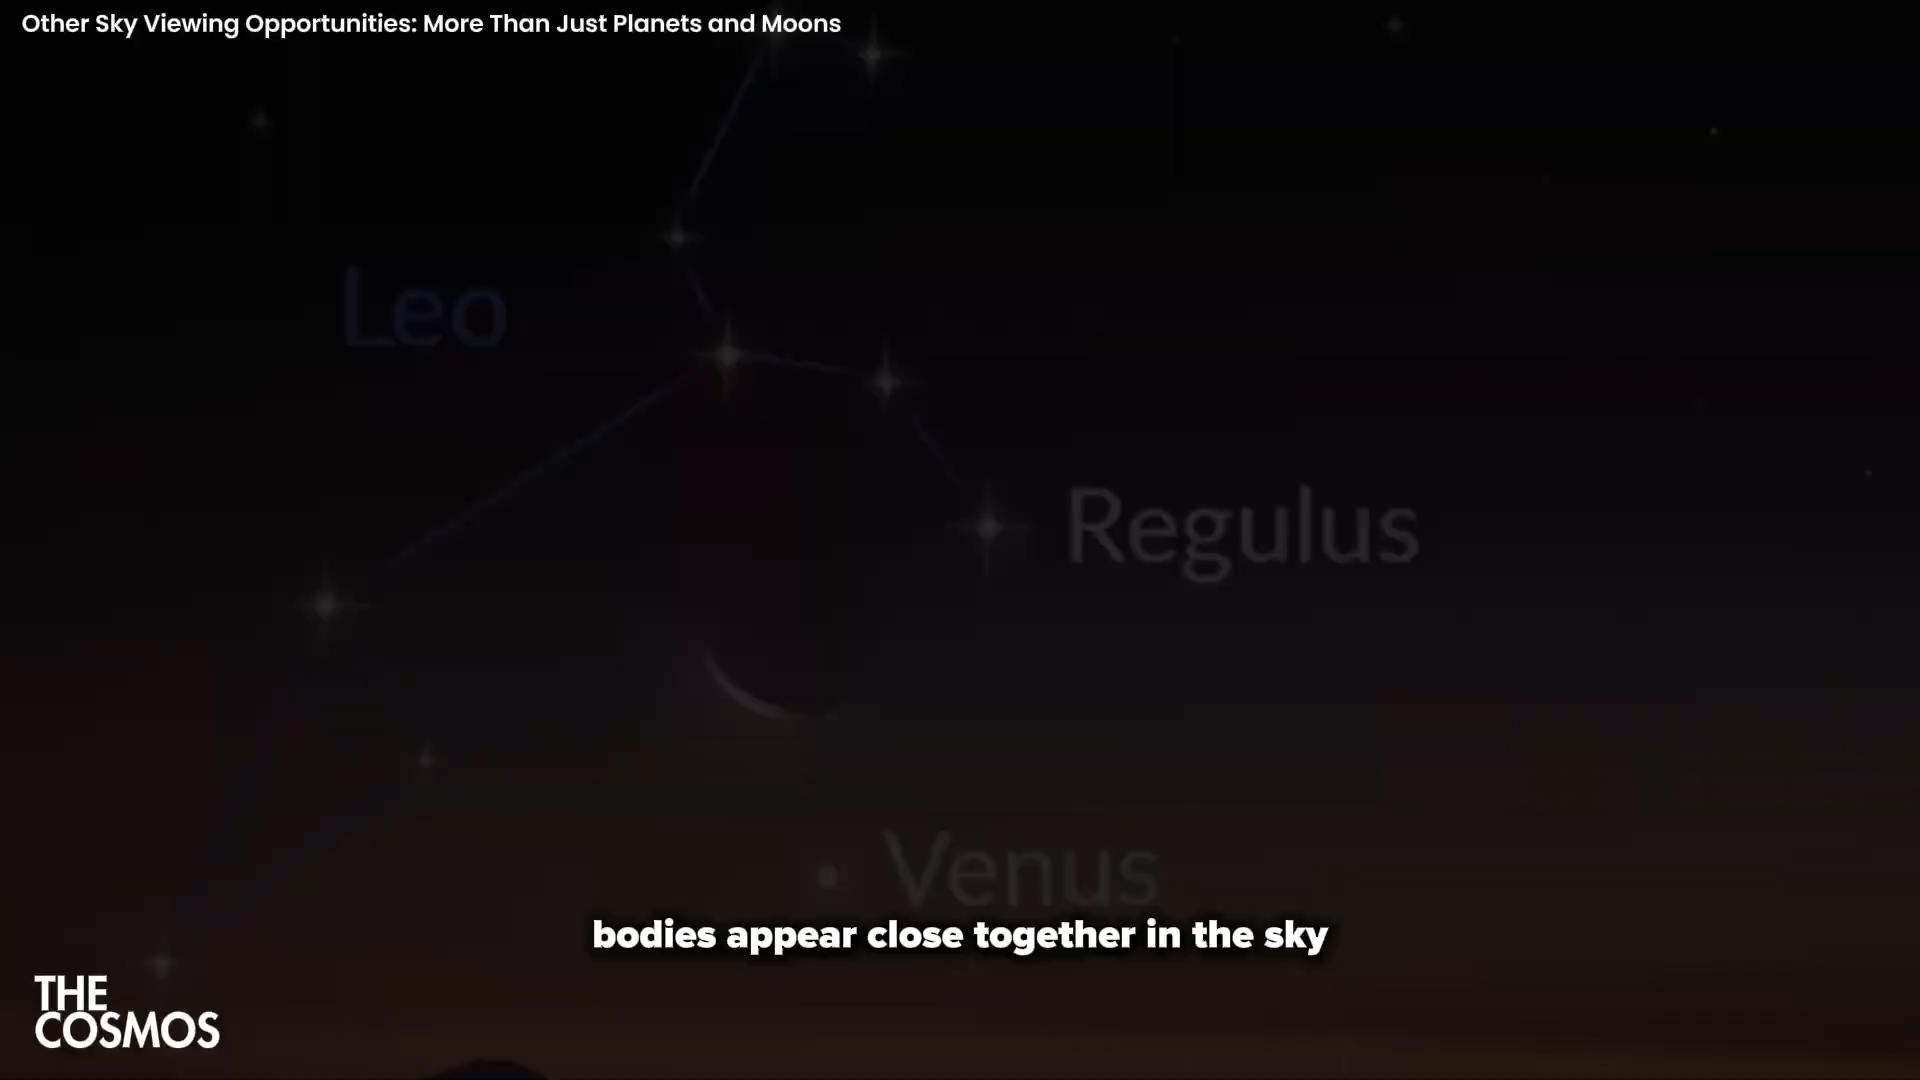 Other Sky Viewing Opportunities: More Than Just Planets and Moons
Leo
Regulus
Venus
bodies appear close together in the sky
THE
COSMOS